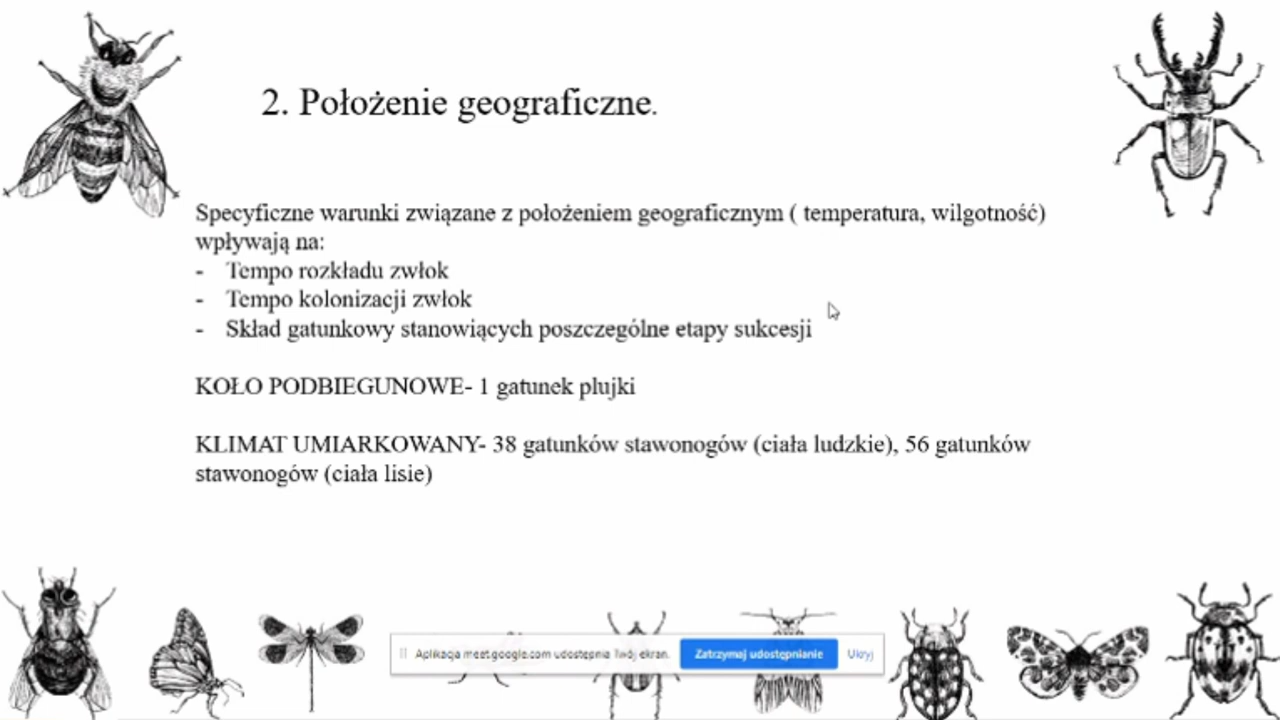 2. Położenie geograficzne.
Specyficzne warunki związane z położeniem geograficznym ( temperatura, wilgotność)
wpływają na:
- Tempo rozkładu zwłok
- Tempo kolonizacji zwłok
- Skład gatunkowy stanowiących poszczególne etapy sukcesji
KOŁO PODBIEGUNOWE- 1 gatunek plujki
KLIMAT UMIARKOWANY- 38 gatunków stawonogów (ciała ludzkie), 56 gatunków
stawonogów (ciała lisie)
Aplikacja meet.google.com udostępnia Twój ekran. Zatrzymaj udostępnianie Ukryj